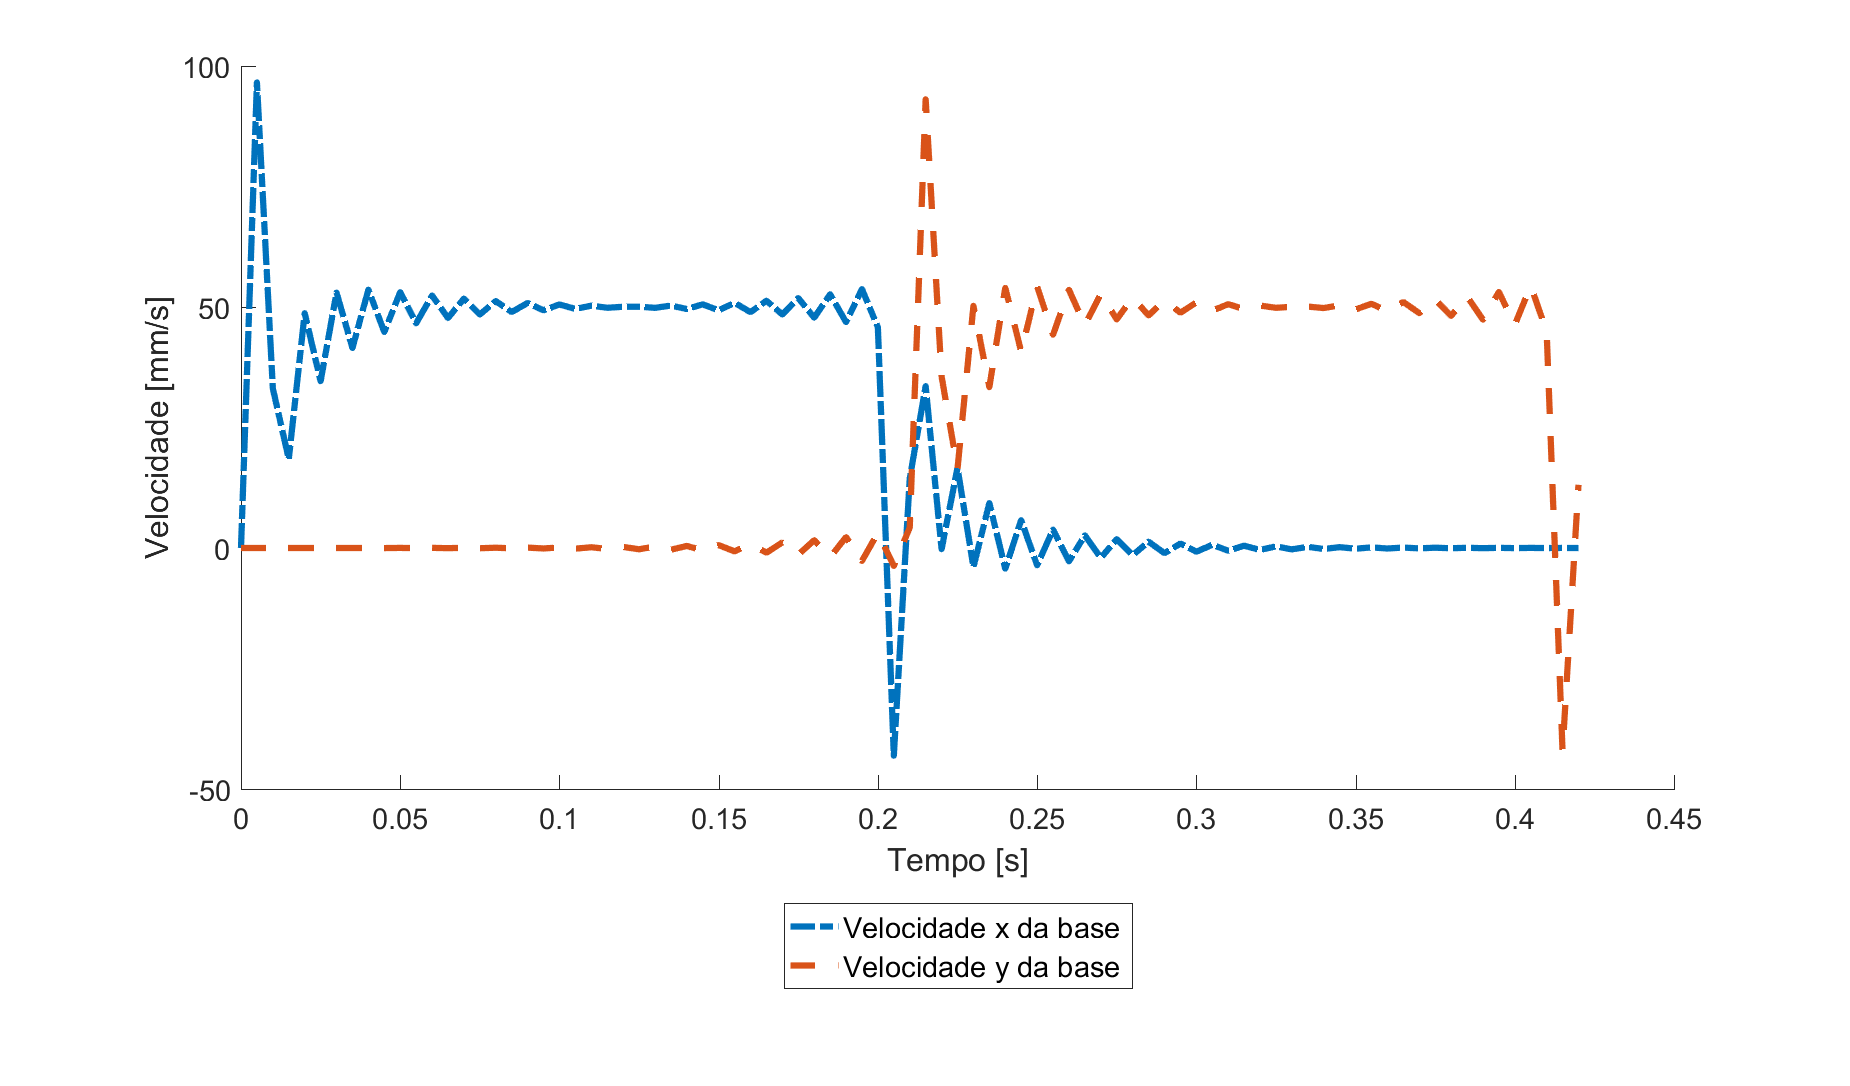 100
50
0
-50
Velocidade [mm/s]
0 0.05 0.1 0.15 0.2 0.25 0.3 0.35 0.4 0.45
Tempo [s]
Velocidade x da base
Velocidade y da base